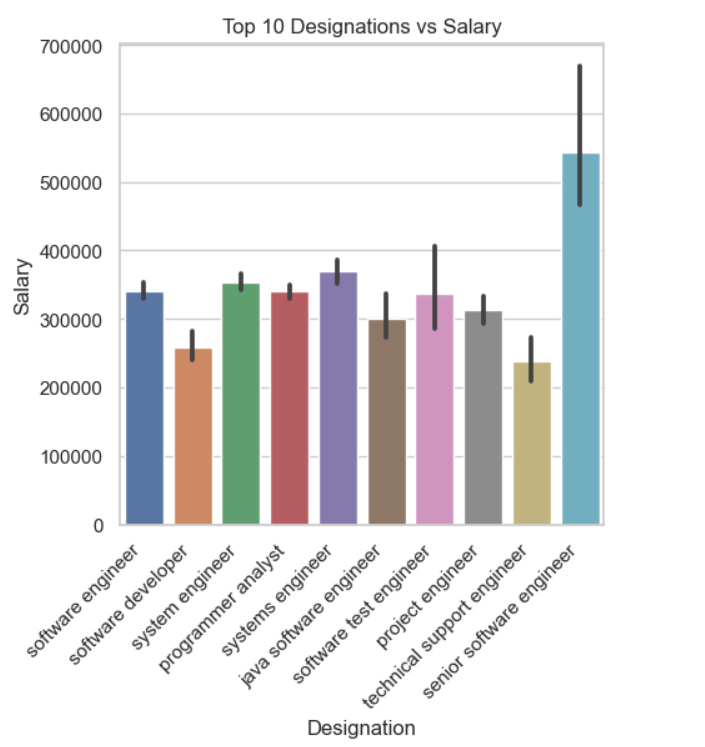 Top 10 Designations vs Salary
700000
600000
500000
400000
300000
200000
100000
0
Salary
software engineer
software developer
system engineer
programmer analyst
systems engineer
java software engineer
software test engineer
project engineer
technical support engineer
senior software engineer
Designation